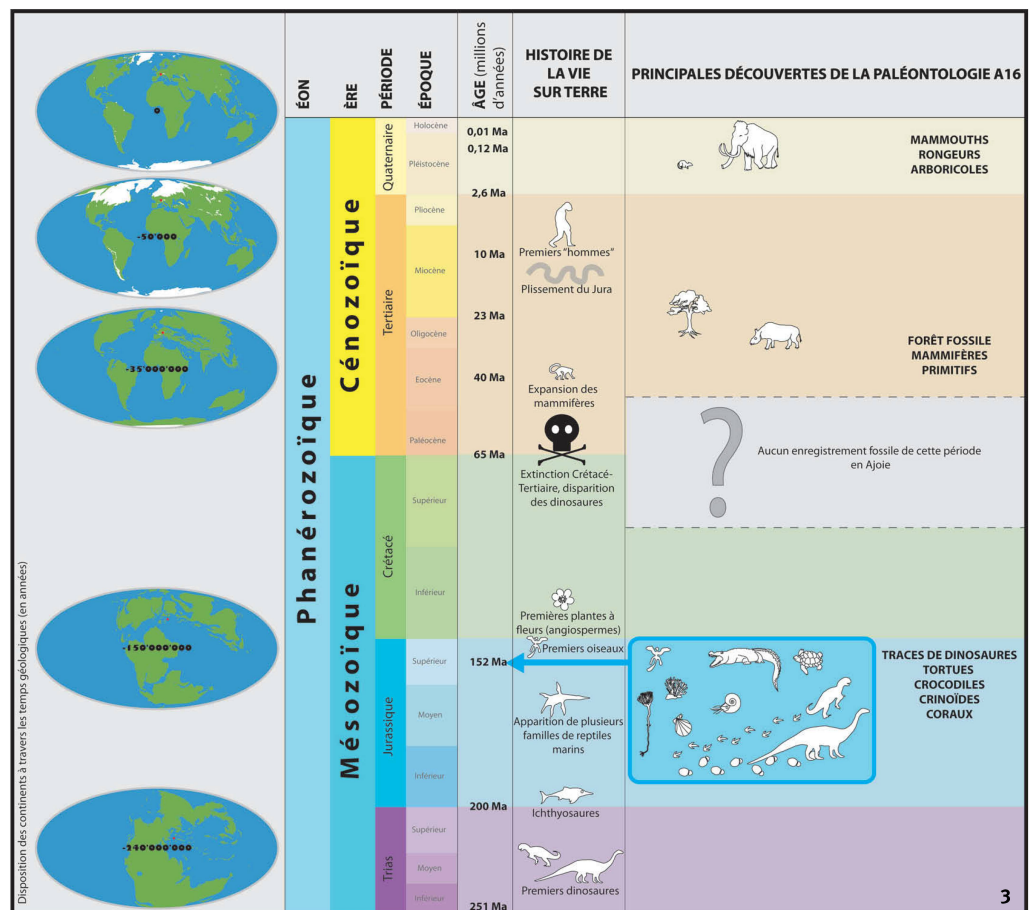 ÉON
ÈRE
PÉRIODE
ÉPOQUE
ÂGE (millions
d'années)
HISTOIRE DE
LA VIE
SUR TERRE
PRINCIPALES DÉCOUVERTES DE LA PALÉONTOLOGIE A16
Disposition des continents à travers les temps géologiques (en années)
0
-50'000
-35'000'000
-150'000'000
-240'000'000
Phanérozoïque
Cénozoïque
Mésozoïque
Quaternaire
Tertiaire
Crétacé
Jurassique
Trias
Holocène
Pléistocène
Pliocène
Miocène
Oligocène
Eocène
Paléocène
Supérieur
Inférieur
Supérieur
Moyen
Inférieur
Supérieur
Moyen
Inférieur
0,01 Ma
0,12 Ma
2,6 Ma
10 Ma
23 Ma
40 Ma
65 Ma
152 Ma
200 Ma
251 Ma
Premiers "hommes"
Plissement du Jura
Expansion des
mammifères
Extinction Crétacé-
Tertiaire, disparition
des dinosaures
Premières plantes à
fleurs (angiospermes)
Premiers oiseaux
Apparition de plusieurs
familles de reptiles
marins
Ichthyosaures
Premiers dinosaures
MAMMOUTHS
RONGEURS
ARBORICOLES
FORÊT FOSSILE
MAMMIFÈRES
PRIMITIFS
?
Aucun enregistrement fossile de cette période
en Ajoie
TRACES DE DINOSAURES
TORTUES
CROCODILES
CRINOÏDES
CORAUX
3